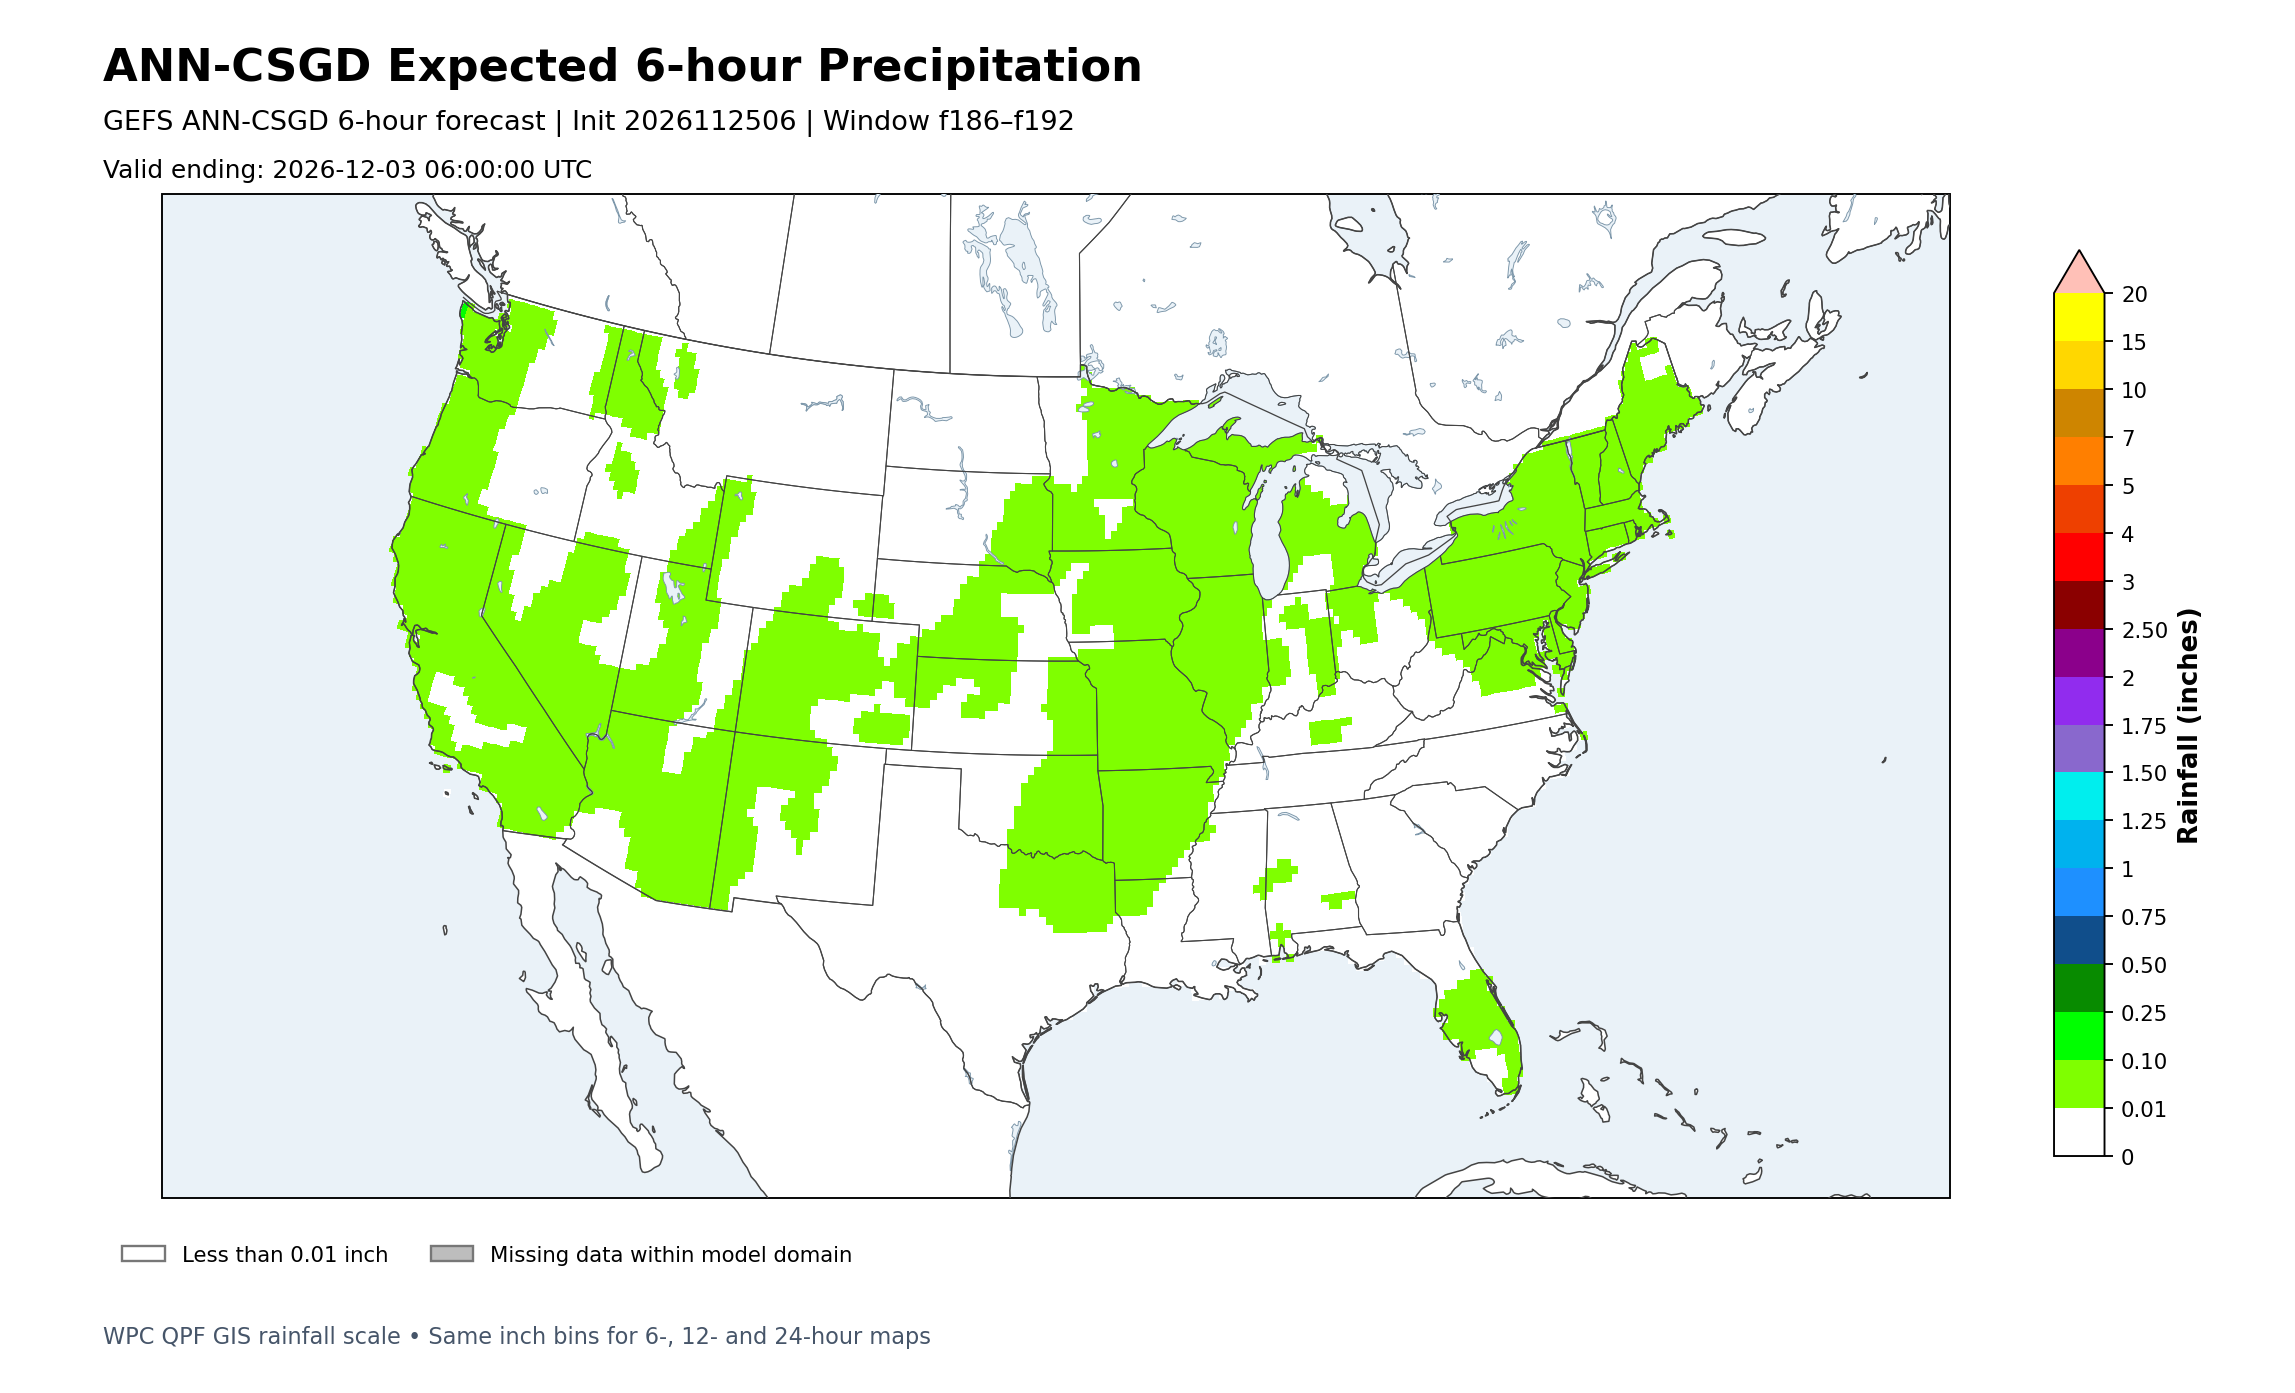 ANN-CSGD Expected 6-hour Precipitation
GEFS ANN-CSGD 6-hour forecast | Init 2026112506 | Window f186–f192
Valid ending: 2026-12-03 06:00:00 UTC
20
15
10
7
5
4
3
2.50
2
1.75
1.50
1.25
1
0.75
0.50
0.25
0.10
0.01
0
Rainfall (inches)
Less than 0.01 inch
Missing data within model domain
WPC QPF GIS rainfall scale • Same inch bins for 6-, 12- and 24-hour maps